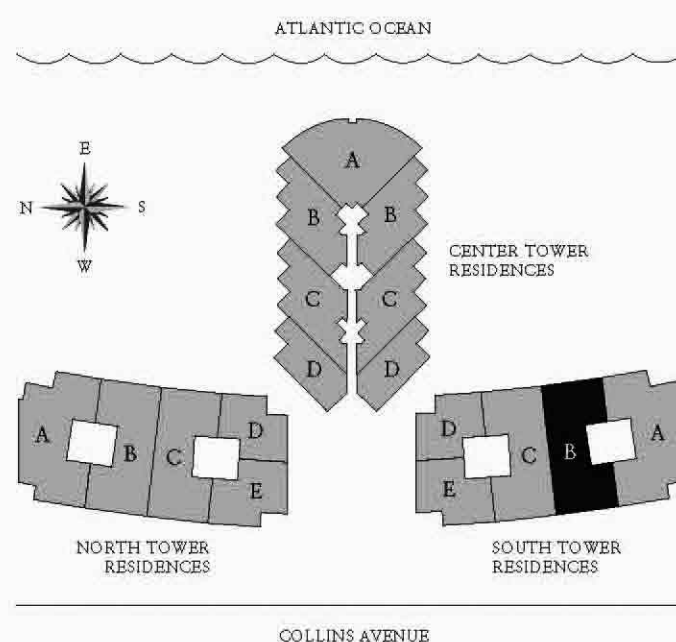 ATLANTIC OCEAN
E
N S
W
A
B B
C C
D D
CENTER TOWER
RESIDENCES
A B C D E
NORTH TOWER
RESIDENCES
D E C B A
SOUTH TOWER
RESIDENCES
COLLINS AVENUE